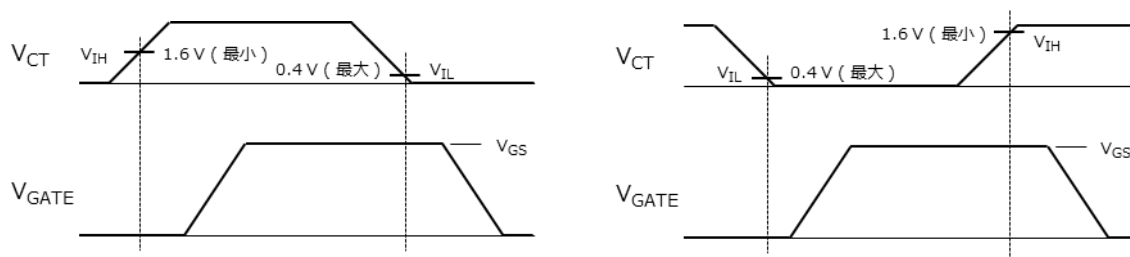 V_CT
V_IH
1.6 V ( 最小 )
0.4 V ( 最大 )
V_IL
V_GATE
V_GS
V_CT
1.6 V ( 最小 )
V_IH
V_IL
0.4 V ( 最大 )
V_GATE
V_GS